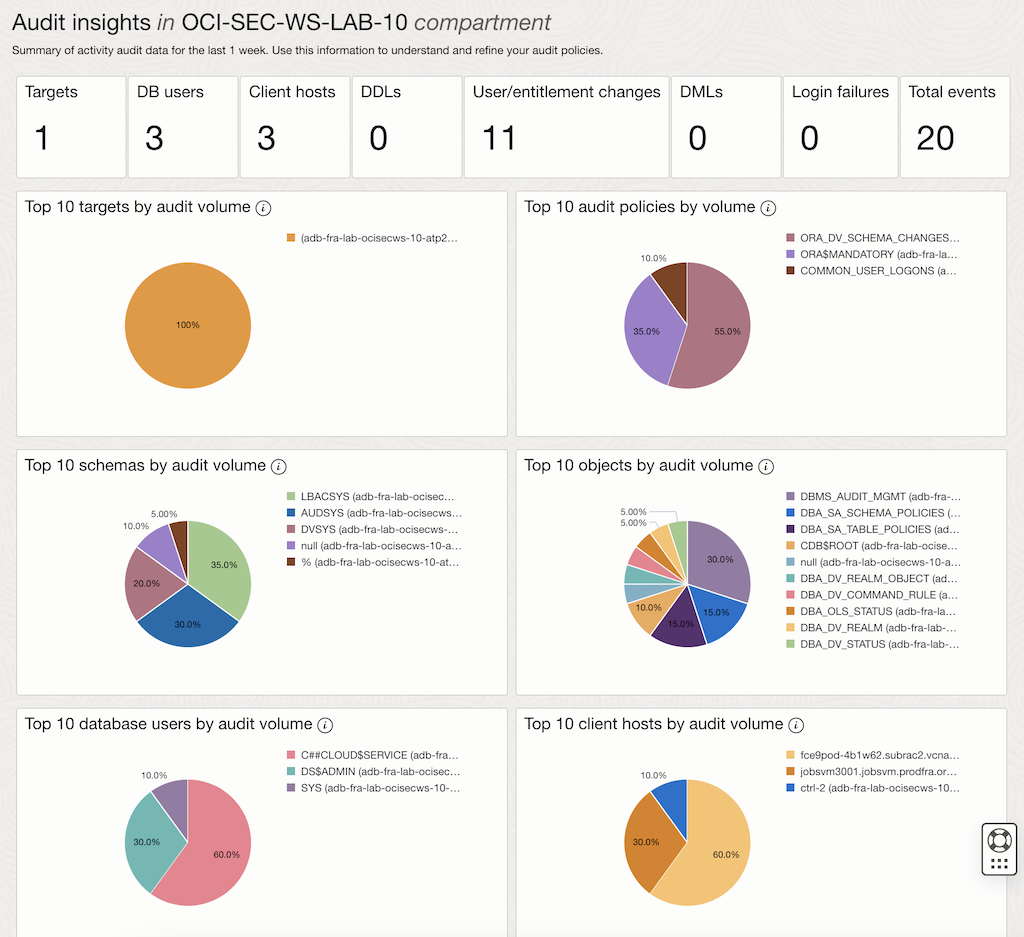 Audit insights in OCI-SEC-WS-LAB-10 compartment
Summary of activity audit data for the last 1 week. Use this information to understand and refine your audit policies.
Targets
1
DB users
3
Client hosts
3
DDLs
0
User/entitlement changes
11
DMLs
0
Login failures
0
Total events
20
Top 10 targets by audit volume
(adb-fra-lab-ocisecws-10-atp2...
100%
Top 10 audit policies by volume
ORA_DV_SCHEMA_CHANGES...
ORA$MANDATORY (adb-fra-la...
COMMON_USER_LOGONS (a...
10.0%
35.0%
55.0%
Top 10 schemas by audit volume
LBACSYS (adb-fra-lab-ocisec...
AUDSYS (adb-fra-lab-ocisecws...
DVSYS (adb-fra-lab-ocisecws-...
null (adb-fra-lab-ocisecws-10-a...
% (adb-fra-lab-ocisecws-10-at...
5.00%
10.0%
35.0%
20.0%
30.0%
Top 10 objects by audit volume
DBMS_AUDIT_MGMT (adb-fra-...
DBA_SA_SCHEMA_POLICIES (...
DBA_SA_TABLE_POLICIES (ad...
CDB$ROOT (adb-fra-lab-ocise...
null (adb-fra-lab-ocisecws-10-a...
DBA_DV_REALM_OBJECT (ad...
DBA_DV_COMMAND_RULE (a...
DBA_OLS_STATUS (adb-fra-la...
DBA_DV_REALM (adb-fra-lab-...
DBA_DV_STATUS (adb-fra-lab-...
5.00%
5.00%
30.0%
10.0%
15.0%
15.0%
Top 10 database users by audit volume
C##CLOUD$SERVICE (adb-fra...
DS$ADMIN (adb-fra-lab-ocisec...
SYS (adb-fra-lab-ocisecws-10-...
10.0%
30.0%
60.0%
Top 10 client hosts by audit volume
fce9pod-4b1w62.subrac2.vcna...
jobsvm3001.jobsvm.prodfra.or...
ctrl-2 (adb-fra-lab-ocisecws-10...
10.0%
30.0%
60.0%